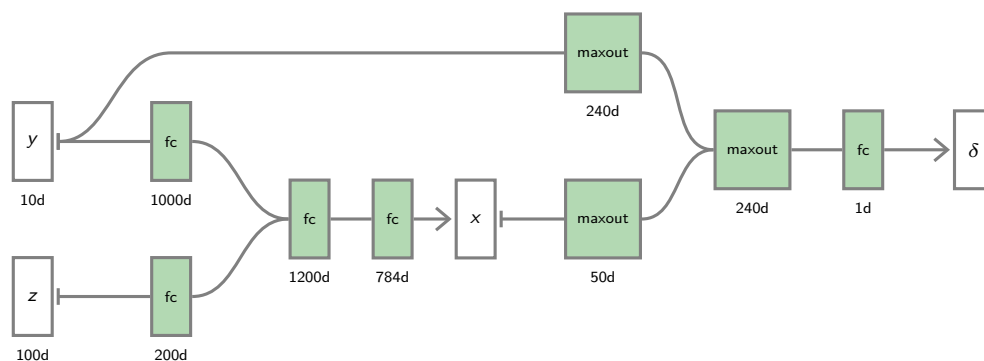 maxout
240d
y
10d
fc
1000d
maxout
240d
fc
1d
δ
fc
1200d
fc
784d
x
maxout
50d
z
100d
fc
200d